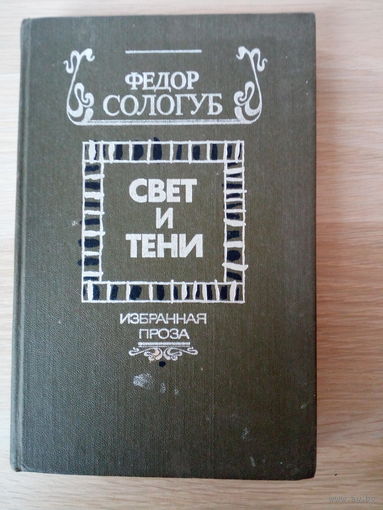 ФЕДОР
СОЛОГУБ
СВЕТ
И
ТЕНИ
ИЗБРАННАЯ
ПРОЗА